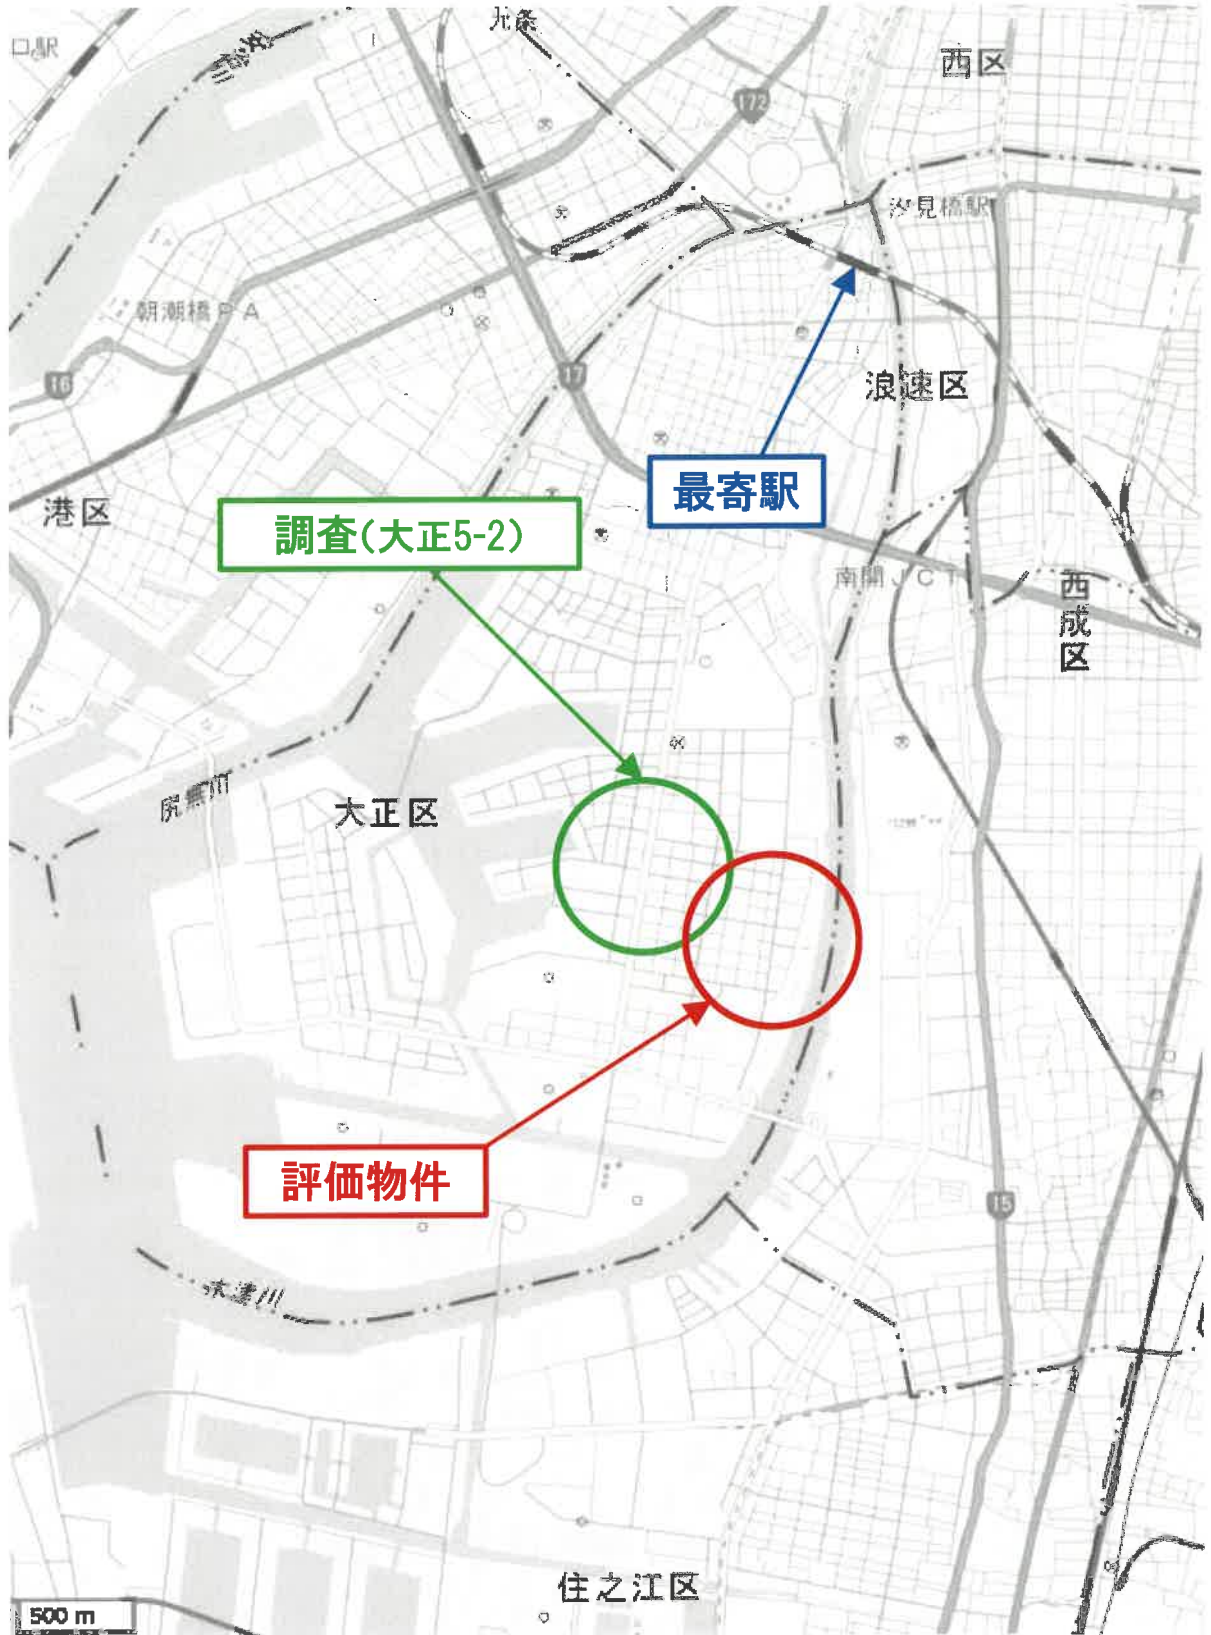 九条
口駅
西区
172
汐見橋駅
朝潮橋PA
16
17
浪速区
最寄駅
港区
調査(大正5-2)
南開JCT
西成区
尻無川
大正区
評価物件
15
木津川
住之江区
500 m